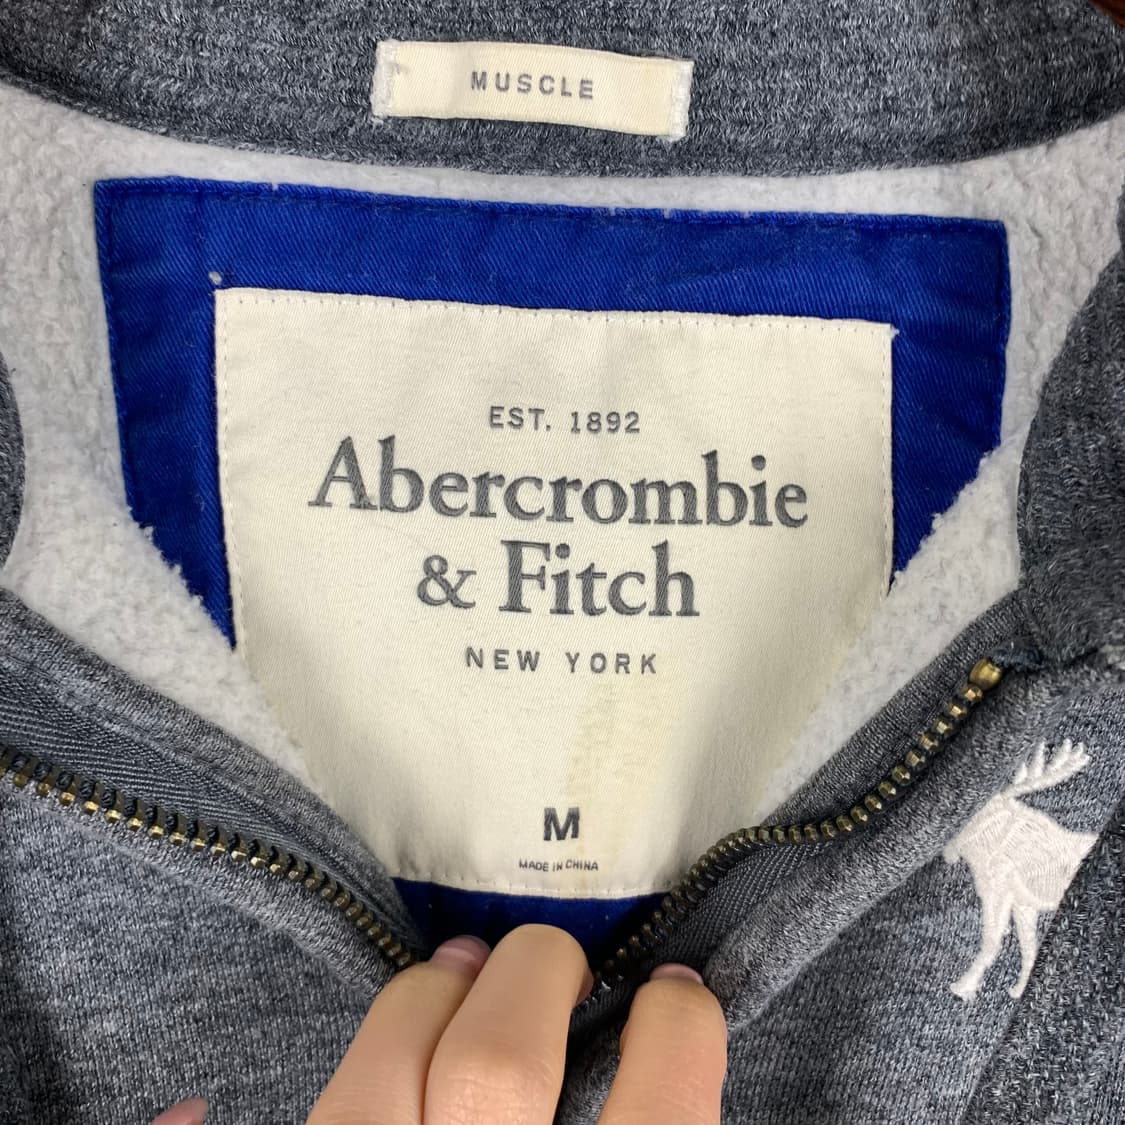 MUSCLE
EST. 1892
Abercrombie
& Fitch
NEW YORK
M
MADE IN CHINA